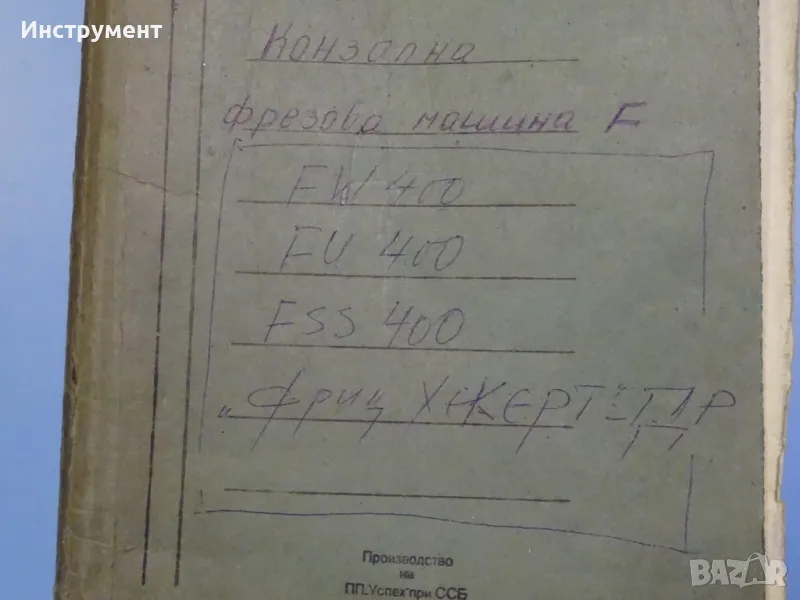 Инструмент
Конзолна
фрезова машина F
FW 400
FU 400
FSS 400
„Фриц ХЕКЕРТ" ГДР
Производство
на
ПП„Успех"при ССБ
BAZAR